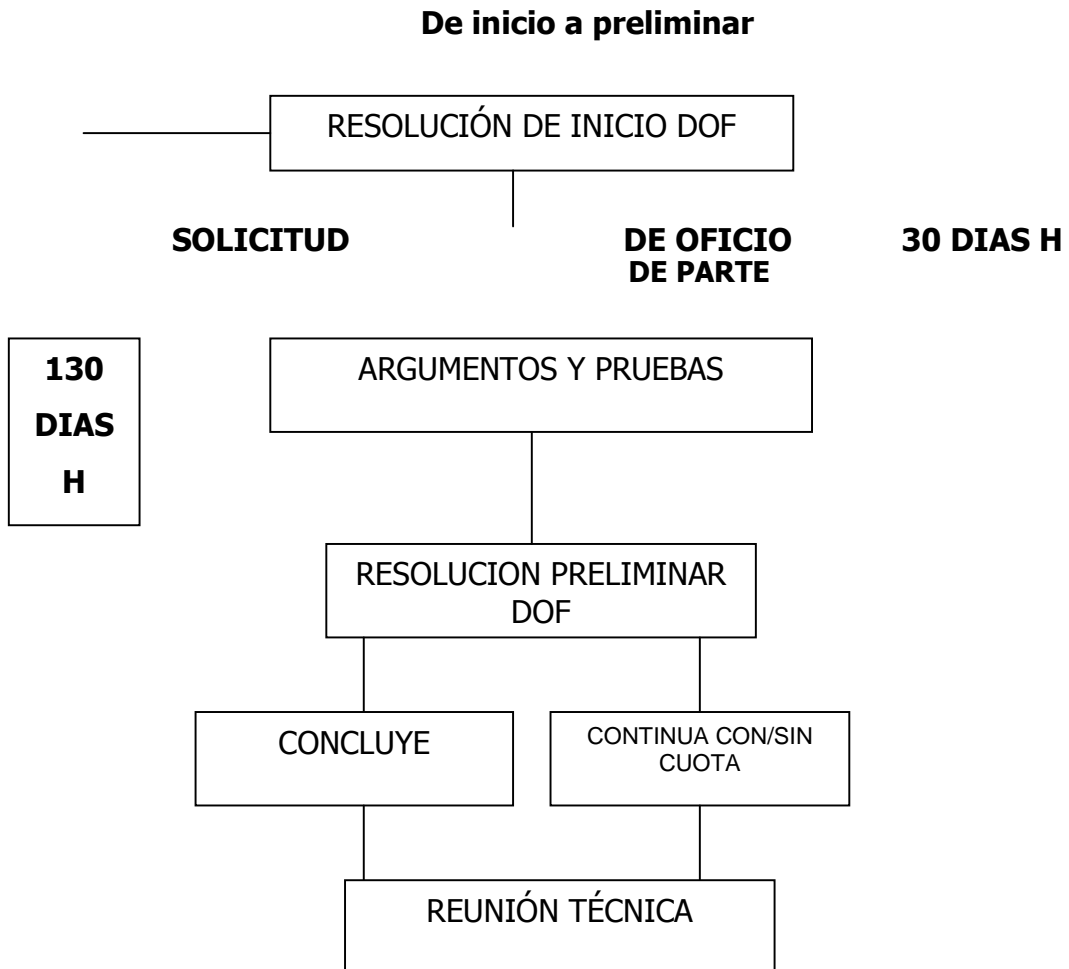 De inicio a preliminar
RESOLUCIÓN DE INICIO DOF
SOLICITUD DE OFICIO 30 DIAS H
DE PARTE
130
DIAS
H
ARGUMENTOS Y PRUEBAS
RESOLUCION PRELIMINAR
DOF
CONCLUYE
CONTINUA CON/SIN
CUOTA
REUNIÓN TÉCNICA